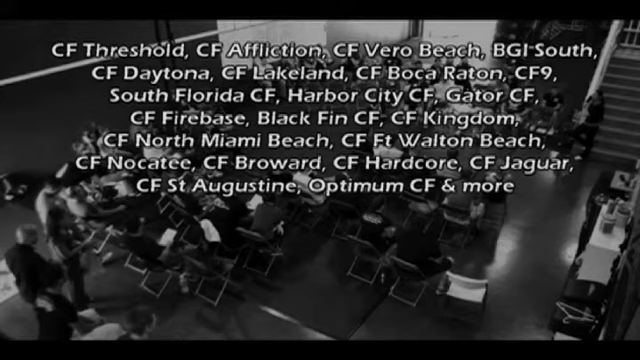 CF Threshold, CF Affliction, CF Vero Beach, BGI South,
CF Daytona, CF Lakeland, CF Boca Raton, CF9,
South Florida CF, Harbor City CF, Gator CF,
CF Firebase, Black Fin CF, CF Kingdom,
CF North Miami Beach, CF Ft Walton Beach,
CF Nocatee, CF Broward, CF Hardcore, CF Jaguar,
CF St Augustine, Optimum CF & more